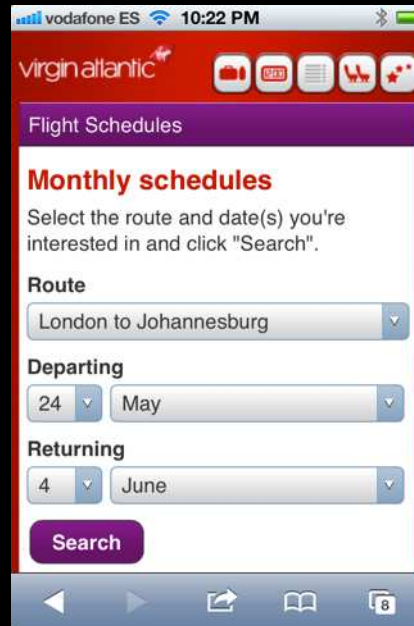 vodafone ES 10:22 PM
virgin atlantic
Flight Schedules
Monthly schedules
Select the route and date(s) you're
interested in and click "Search".
Route
London to Johannesburg
Departing
24 May
Returning
4 June
Search
8